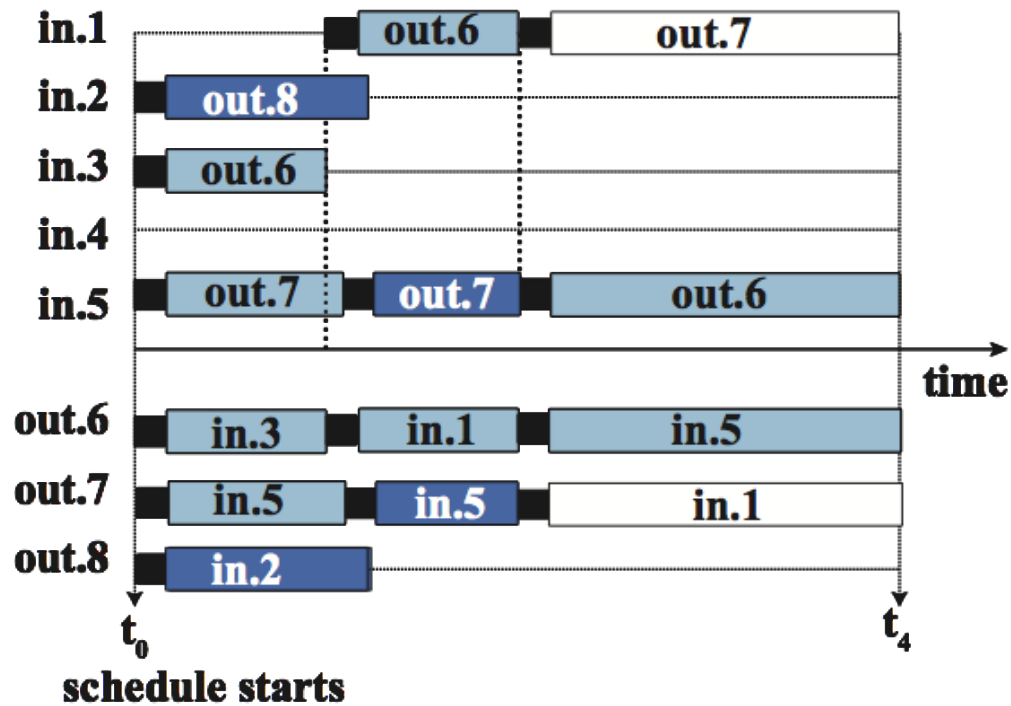 in.1 out.6 out.7
in.2 out.8
in.3 out.6
in.4
in.5 out.7 out.7 out.6
time
out.6 in.3 in.1 in.5
out.7 in.5 in.5 in.1
out.8 in.2
t0 t4
schedule starts